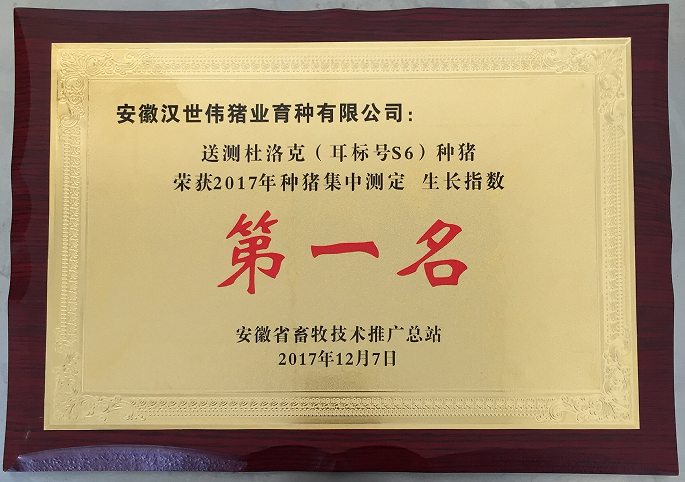 安徽汉世伟猪业育种有限公司：
送测杜洛克（耳标号S6）种猪
荣获2017年种猪集中测定 生长指数
第一名
安徽省畜牧技术推广总站
2017年12月7日